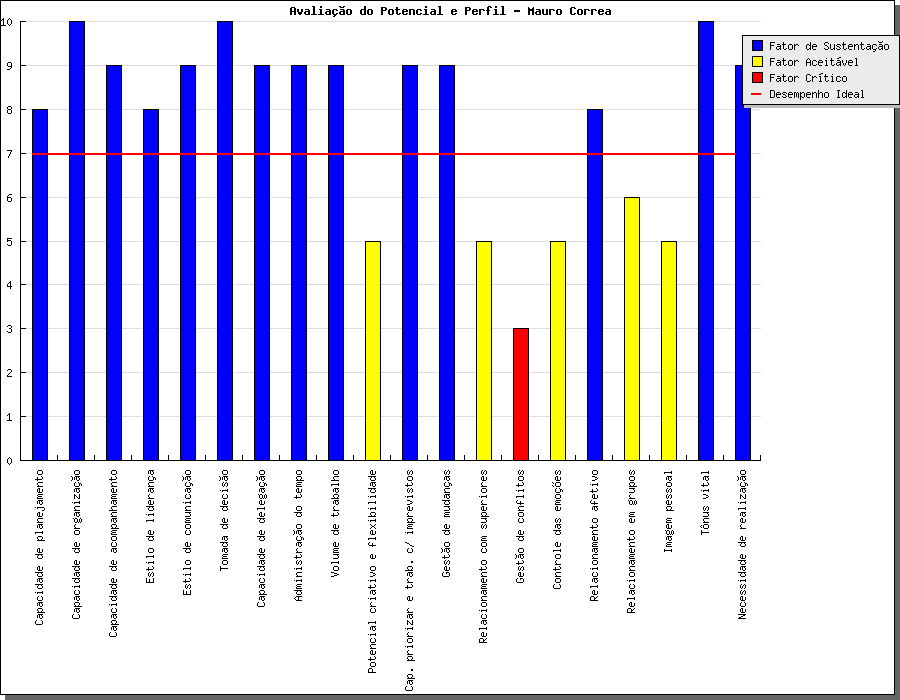 Avaliação do Potencial e Perfil - Mauro Correa
Fator de Sustentação
Fator Aceitável
Fator Crítico
Desempenho Ideal
10
9
8
7
6
5
4
3
2
1
0
Capacidade de planejamento
Capacidade de organização
Capacidade de acompanhamento
Estilo de liderança
Estilo de comunicação
Tomada de decisão
Capacidade de delegação
Administração do tempo
Volume de trabalho
Potencial criativo e flexibilidade
Cap. priorizar e trab. c/ imprevistos
Gestão de mudanças
Relacionamento com superiores
Gestão de conflitos
Controle das emoções
Relacionamento afetivo
Relacionamento em grupos
Imagem pessoal
Tônus vital
Necessidade de realização